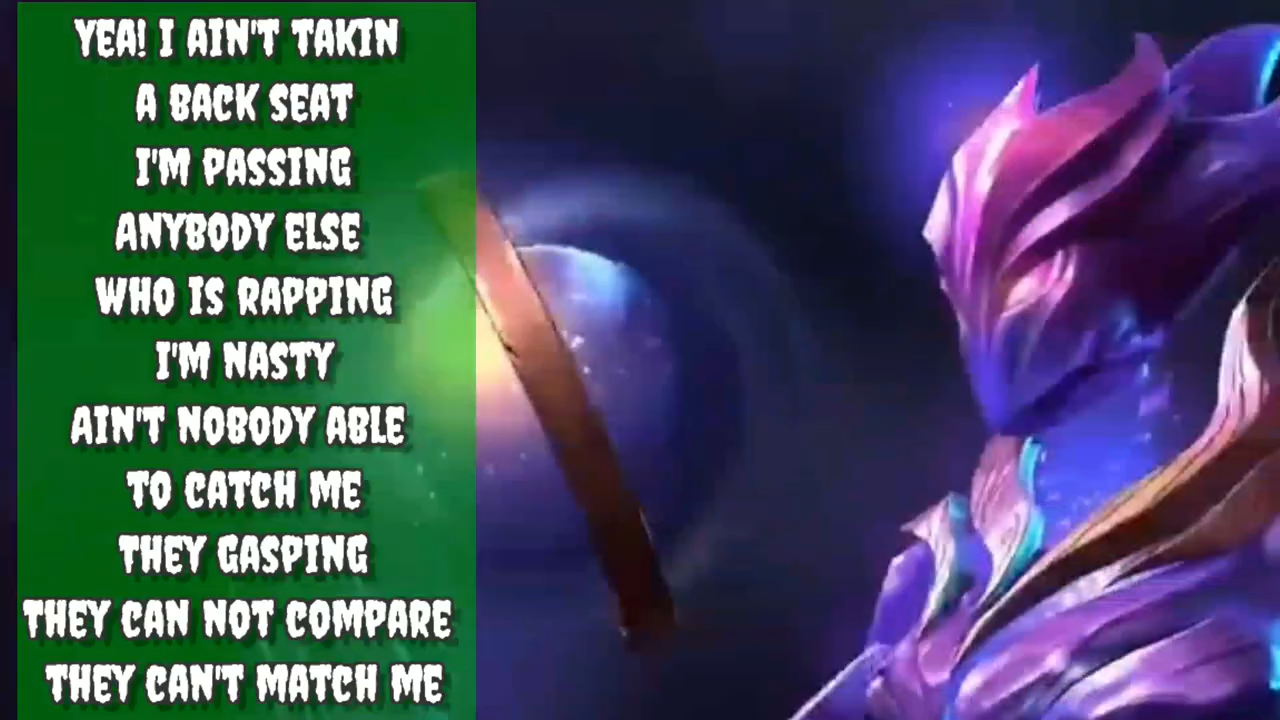 YEA! I AIN'T TAKIN
A BACK SEAT
I'M PASSING
ANYBODY ELSE
WHO IS RAPPING
I'M NASTY
AIN'T NOBODY ABLE
TO CATCH ME
THEY GASPING
THEY CAN NOT COMPARE
THEY CAN'T MATCH ME